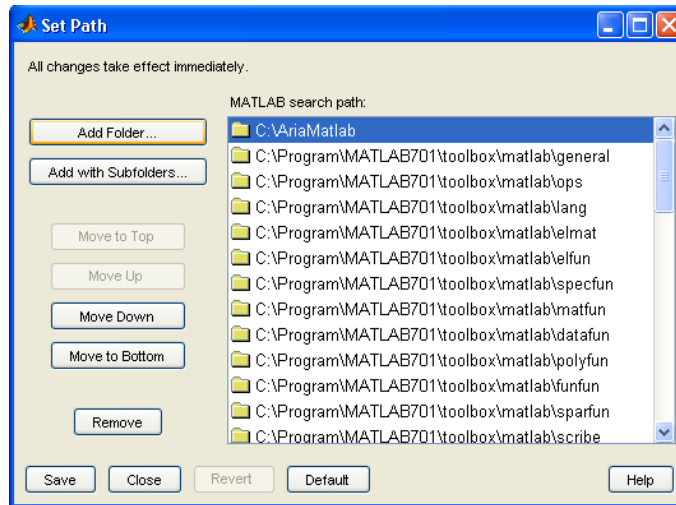 Set Path
All changes take effect immediately.
MATLAB search path:
Add Folder...
Add with Subfolders...
Move to Top
Move Up
Move Down
Move to Bottom
Remove
C:\AriaMatlab
C:\Program\MATLAB701\toolbox\matlab\general
C:\Program\MATLAB701\toolbox\matlab\ops
C:\Program\MATLAB701\toolbox\matlab\lang
C:\Program\MATLAB701\toolbox\matlab\elmat
C:\Program\MATLAB701\toolbox\matlab\elfun
C:\Program\MATLAB701\toolbox\matlab\specfun
C:\Program\MATLAB701\toolbox\matlab\matfun
C:\Program\MATLAB701\toolbox\matlab\datafun
C:\Program\MATLAB701\toolbox\matlab\polyfun
C:\Program\MATLAB701\toolbox\matlab\funfun
C:\Program\MATLAB701\toolbox\matlab\sparfun
C:\Program\MATLAB701\toolbox\matlab\scribe
Save Close Revert Default Help